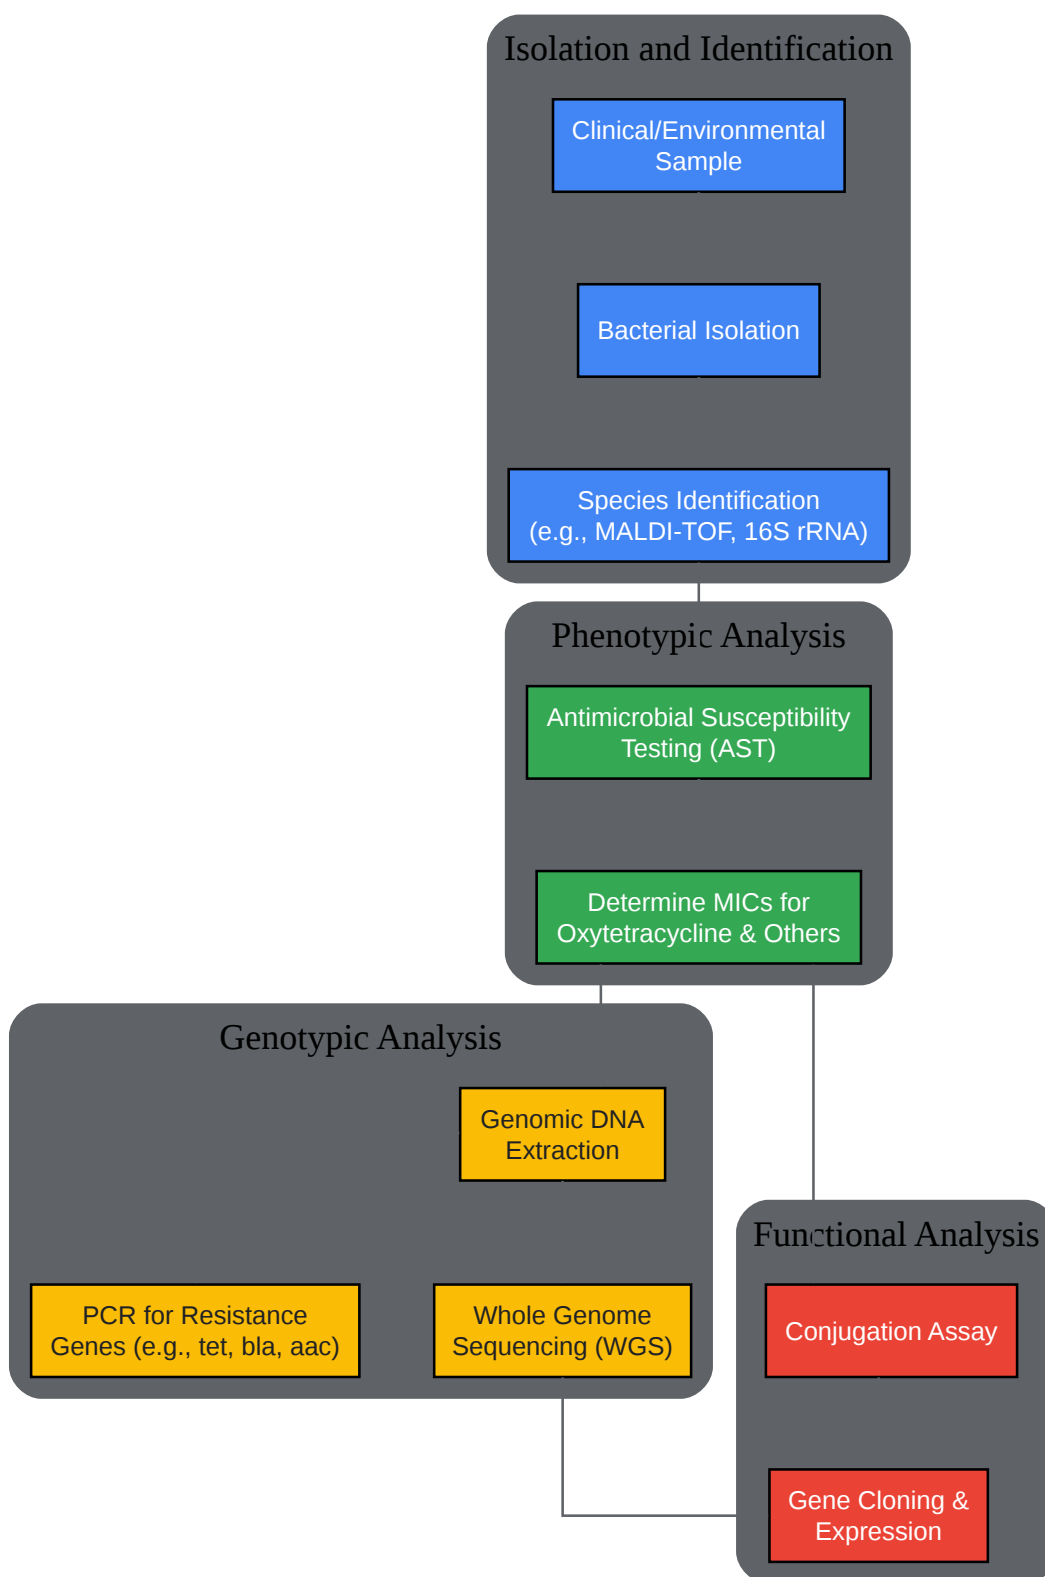 Isolation and Identification
Clinical/Environmental
Sample
Bacterial Isolation
Species Identification
(e.g., MALDI-TOF, 16S rRNA)
Phenotypic Analysis
Antimicrobial Susceptibility
Testing (AST)
Determine MICs for
Oxytetracycline & Others
Genotypic Analysis
Genomic DNA
Extraction
PCR for Resistance
Genes (e.g., tet, bla, aac)
Whole Genome
Sequencing (WGS)
Functional Analysis
Conjugation Assay
Gene Cloning &
Expression